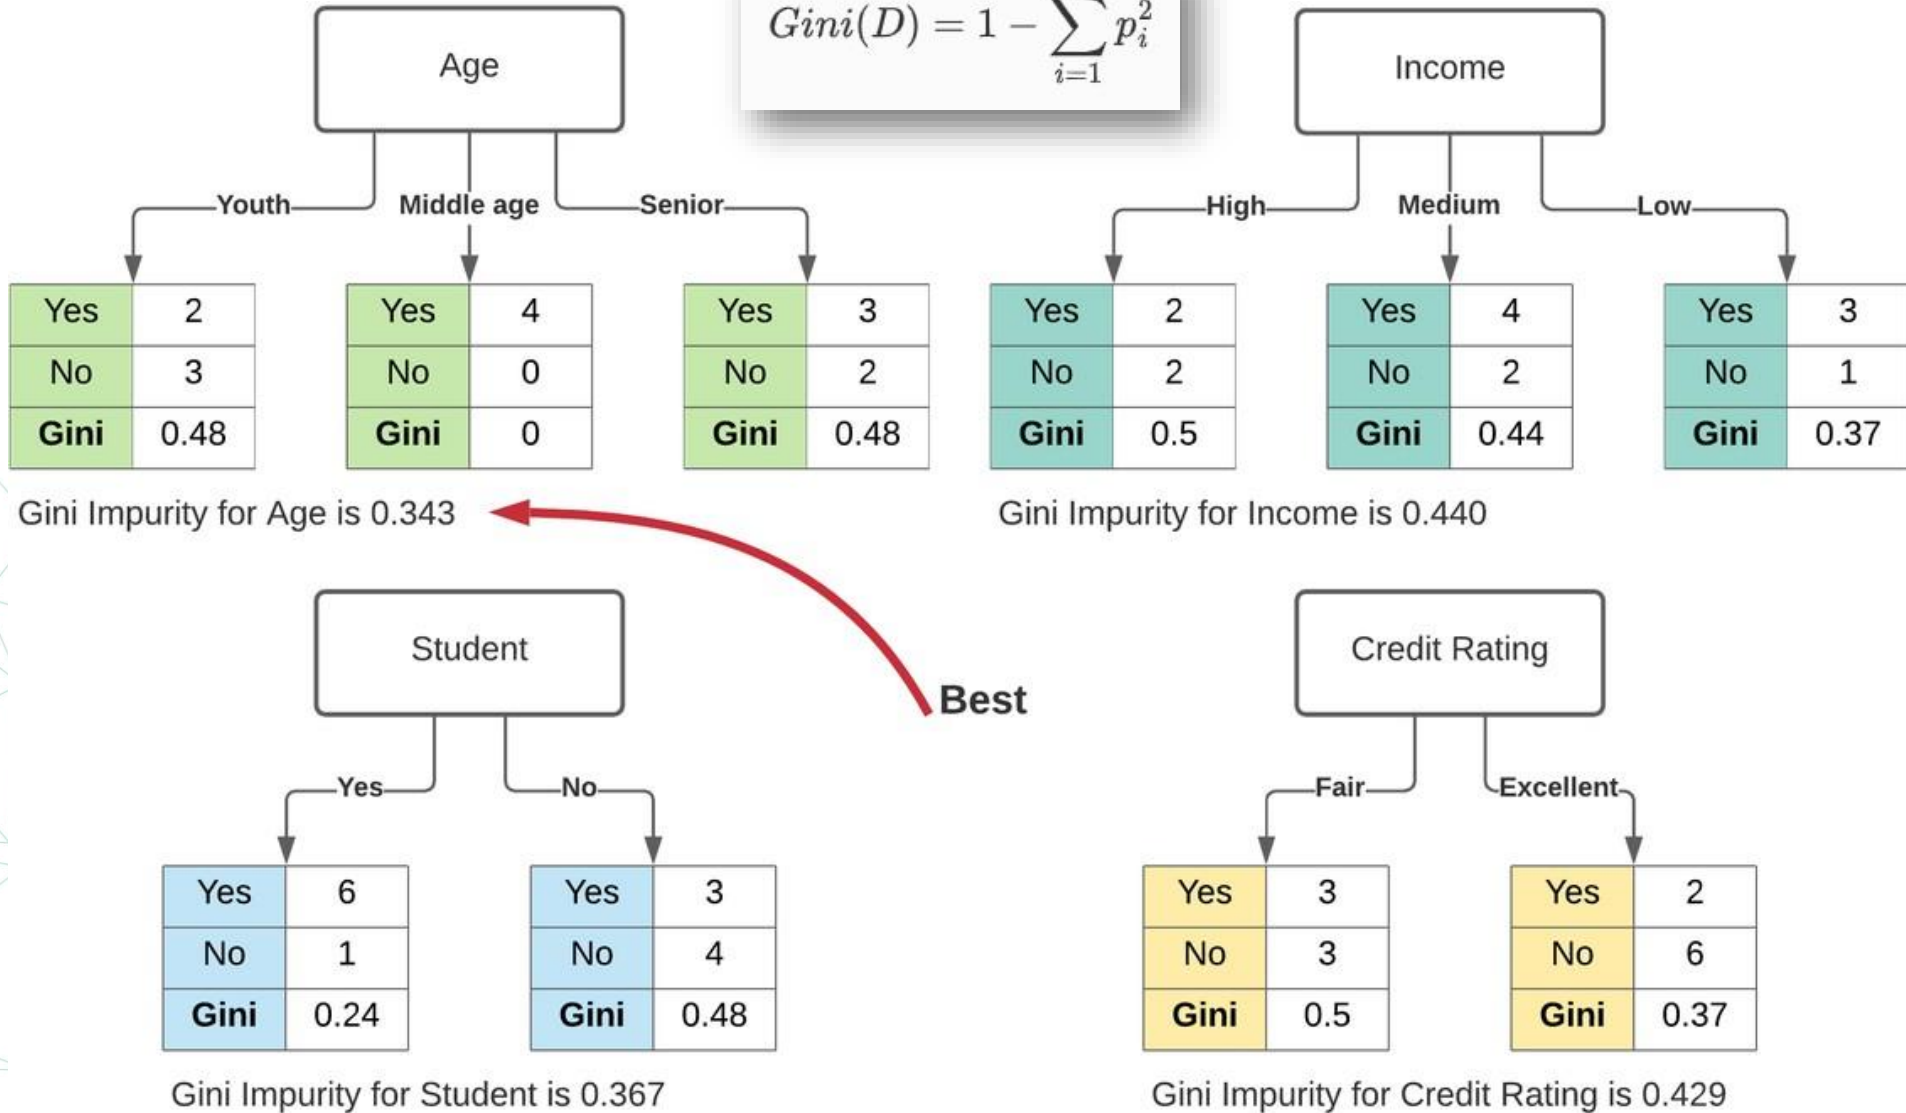 Gini(D) = 1 − ∑ p_i^2
i=1
Age
Youth Middle age Senior
Yes 2
No 3
Gini 0.48
Yes 4
No 0
Gini 0
Yes 3
No 2
Gini 0.48
Gini Impurity for Age is 0.343
Income
High Medium Low
Yes 2
No 2
Gini 0.5
Yes 4
No 2
Gini 0.44
Yes 3
No 1
Gini 0.37
Gini Impurity for Income is 0.440
Best
Student
Yes No
Yes 6
No 1
Gini 0.24
Yes 3
No 4
Gini 0.48
Gini Impurity for Student is 0.367
Credit Rating
Fair Excellent
Yes 3
No 3
Gini 0.5
Yes 2
No 6
Gini 0.37
Gini Impurity for Credit Rating is 0.429